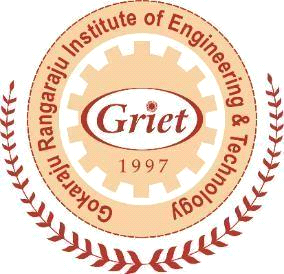 Gokaraju Rangaraju Institute of Engineering & Technology
Griet
1997